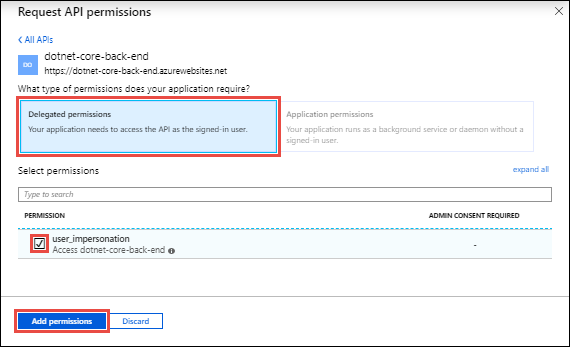 Request API permissions
All APIs
DO
dotnet-core-back-end
https://dotnet-core-back-end.azurewebsites.net
What type of permissions does your application require?
Delegated permissions
Your application needs to access the API as the signed-in user.
Application permissions
Your application runs as a background service or daemon without a
signed-in user.
Select permissions
expand all
Type to search
PERMISSION
ADMIN CONSENT REQUIRED
user_impersonation
Access dotnet-core-back-end
-
Add permissions
Discard